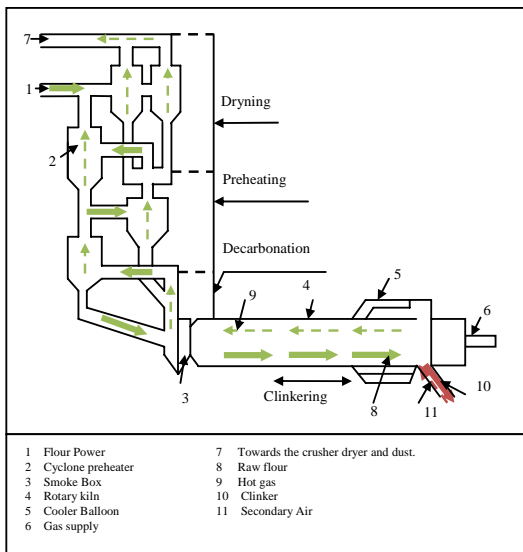 7
1
Dryning
2
Preheating
Decarbonation
9
4
5
6
3
Clinkering
8
11
10
1 Flour Power
2 Cyclone preheater
3 Smoke Box
4 Rotary kiln
5 Cooler Balloon
6 Gas supply
7 Towards the crusher dryer and dust.
8 Raw flour
9 Hot gas
10 Clinker
11 Secondary Air